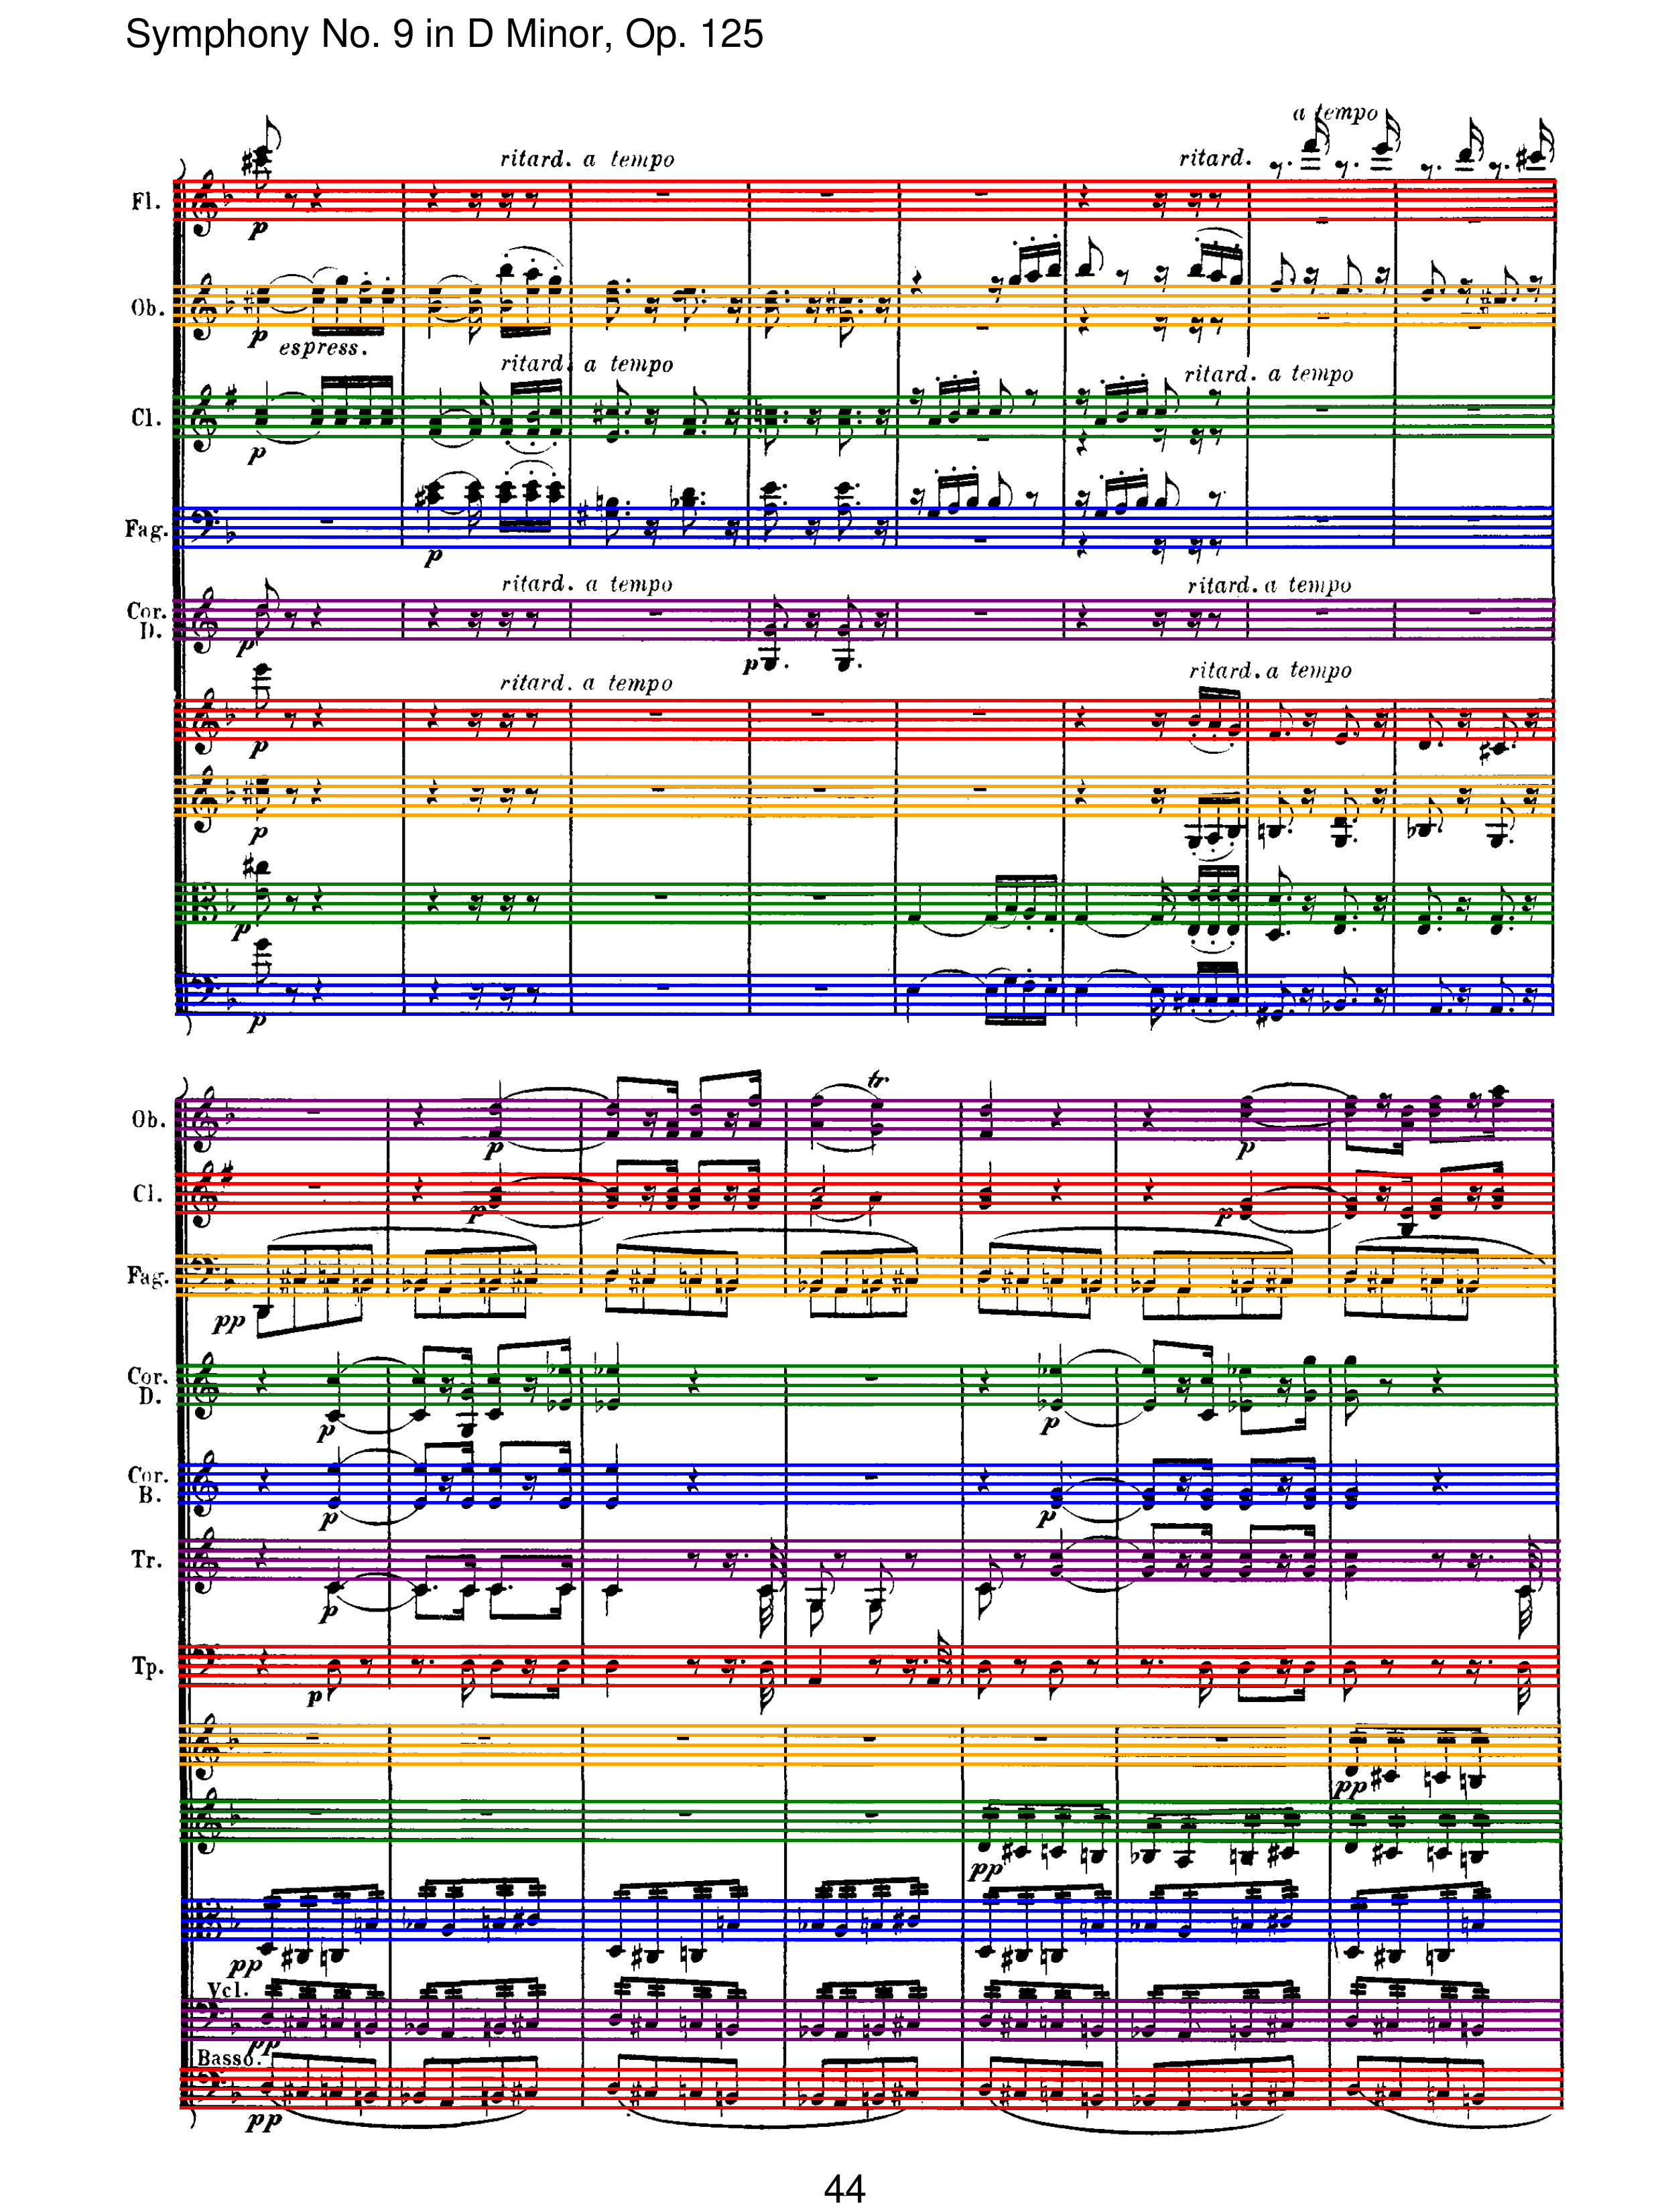 Symphony No. 9 in D Minor, Op. 125
a tempo
ritard. a tempo
ritard.
Fl.
p
Ob.
p
espress.
ritard. a tempo
ritard. a tempo
Cl.
p
Fag.
p
ritard. a tempo
ritard. a tempo
Cor.
D.
p
p
ritard. a tempo
ritard. a tempo
p
p
p
p
Ob.
tr
p
p
Cl.
p
p
Fag.
pp
Cor.
D.
p
p
Cor.
B.
p
p
Tr.
p
Tp.
p
pp
pp
pp
Vcl.
pp
Basso.
pp
44